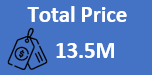 Total Price
$
13.5M